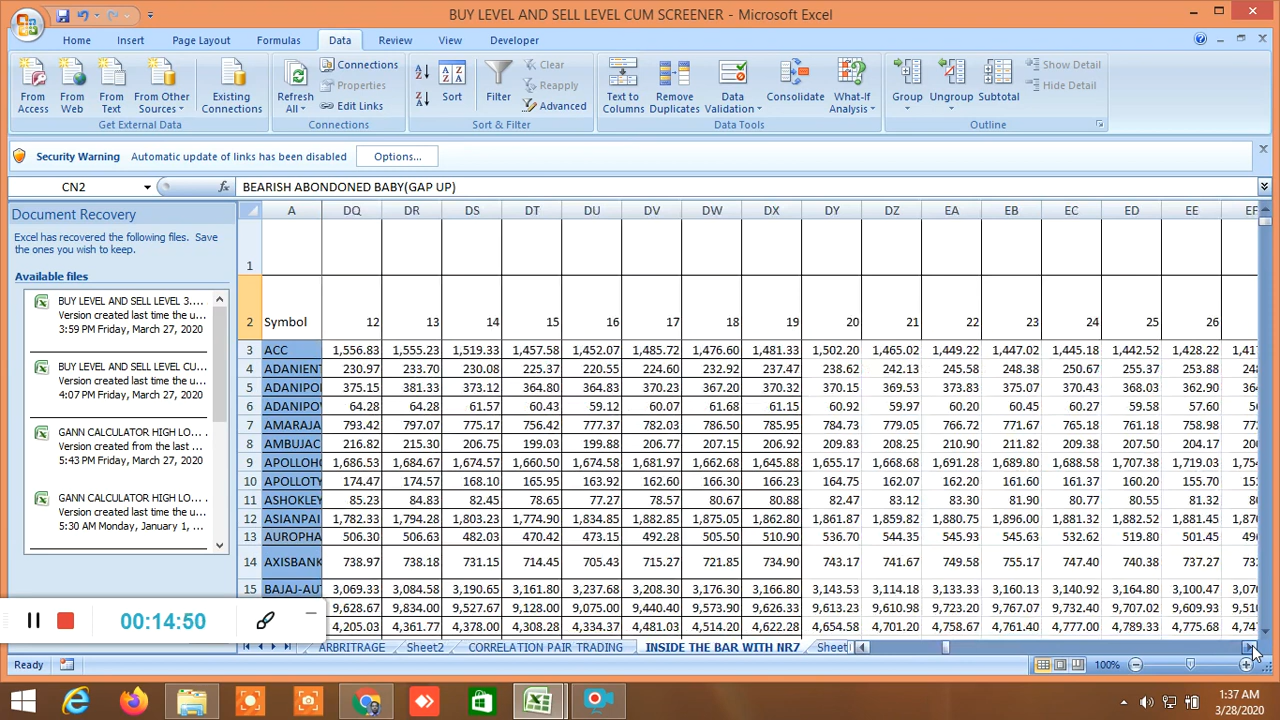 BUY LEVEL AND SELL LEVEL CUM SCREENER - Microsoft Excel
Home Insert Page Layout Formulas Data Review View Developer
From Access From Web From Text From Other Sources Existing Connections Refresh All Connections Properties Edit Links Sort Filter Clear Reapply Advanced Text to Columns Remove Duplicates Data Validation Consolidate What-If Analysis Group Ungroup Subtotal Show Detail Hide Detail
Get External Data Connections Sort & Filter Data Tools Outline
Security Warning Automatic update of links has been disabled Options...
CN2 fx BEARISH ABONDONED BABY(GAP UP)
Document Recovery
Excel has recovered the following files. Save
the ones you wish to keep.
Available files
BUY LEVEL AND SELL LEVEL 3....
Version created last time the u...
3:59 PM Friday, March 27, 2020
BUY LEVEL AND SELL LEVEL CU...
Version created last time the u...
4:07 PM Friday, March 27, 2020
GANN CALCULATOR HIGH LO...
Version created from the last ...
5:43 PM Friday, March 27, 2020
GANN CALCULATOR HIGH LO...
Version created last time the u...
5:30 AM Monday, January 1, ...
A DQ DR DS DT DU DV DW DX DY DZ EA EB EC ED EE EF
1
2 Symbol 12 13 14 15 16 17 18 19 20 21 22 23 24 25 26
3 ACC 1,556.83 1,555.23 1,519.33 1,457.58 1,452.07 1,485.72 1,476.60 1,481.33 1,502.20 1,465.02 1,449.22 1,447.02 1,445.18 1,442.52 1,428.22 1,41
4 ADANIENT 230.97 233.70 230.08 225.37 220.55 224.60 232.92 237.47 238.62 242.13 245.58 248.38 250.67 255.37 253.88
5 ADANIPO 375.15 381.33 373.12 364.80 364.83 370.23 367.20 370.32 370.15 369.53 373.83 375.07 370.43 368.03 362.90
6 ADANIPO 64.28 64.28 61.57 60.43 59.12 60.07 61.68 61.15 60.92 59.97 60.20 60.45 60.27 59.58 57.60
7 AMARAJA 793.42 797.07 775.17 756.42 777.37 782.03 786.50 785.95 784.73 779.05 772.22 771.67 765.18 761.18 758.98
8 AMBUJAC 216.82 215.30 206.75 199.03 199.88 206.77 207.15 206.92 209.83 208.25 210.90 211.82 209.38 207.50 204.17
9 APOLLOHO 1,686.53 1,684.67 1,674.57 1,660.50 1,674.58 1,681.97 1,662.68 1,645.88 1,655.17 1,668.68 1,691.28 1,689.80 1,688.58 1,707.38 1,719.03 1,75
10 APOLLOTY 174.47 174.57 168.10 165.95 163.92 162.60 166.30 166.23 164.75 162.07 162.20 161.60 161.37 160.20 155.70
11 ASHOKLEY 85.23 84.83 82.45 78.65 77.27 78.57 80.67 80.88 82.47 83.12 83.30 81.90 80.77 80.55 81.32
12 ASIANPAI 1,782.33 1,794.28 1,803.23 1,774.90 1,834.85 1,882.85 1,875.05 1,862.80 1,861.87 1,859.82 1,880.75 1,896.00 1,881.32 1,882.52 1,881.45 1,87
13 AUROPHA 506.30 506.63 482.03 470.42 473.15 492.28 505.50 510.90 536.70 544.35 545.93 545.63 532.62 519.80 501.45
14 AXISBANK 738.97 738.18 731.15 714.45 705.43 715.27 721.85 734.90 743.17 741.67 749.58 755.17 747.40 740.38 737.27
15 BAJAJ-AUT 3,069.33 3,084.58 3,190.65 3,161.80 3,237.68 3,208.30 3,176.18 3,176.30 3,143.53 3,114.18 3,133.33 3,160.13 3,140.92 3,164.80 3,100.47 3,07
9,628.67 9,834.00 9,527.67 9,128.00 9,075.00 9,440.40 9,573.90 9,626.33 9,613.23 9,610.98 9,723.20 9,767.07 9,732.40 9,707.02 9,609.93 9,51
4,205.03 4,361.77 4,378.00 4,308.28 4,334.37 4,481.03 4,514.20 4,622.28 4,654.58 4,701.20 4,758.67 4,761.40 4,777.00 4,789.33 4,775.68 4,74
00:14:50
ARBITRAGE Sheet2 CORRELATION PAIR TRADING INSIDE THE BAR WITH NR7 Sheet
Ready 100%
1:37 AM
3/28/2020